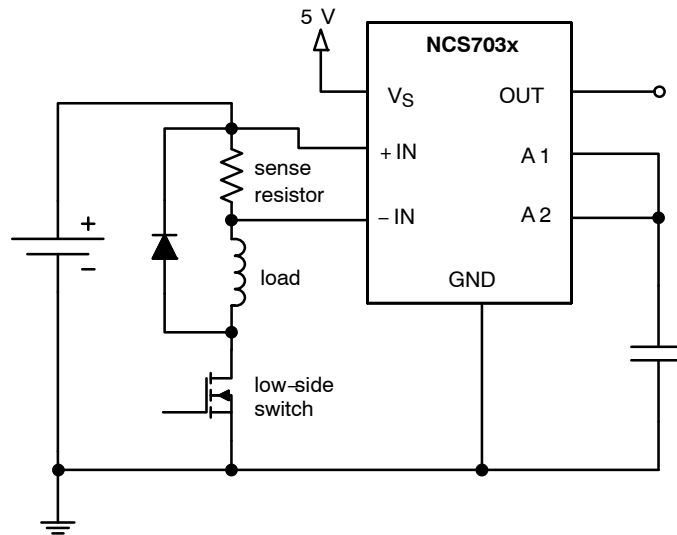 5 V
NCS703x
VS
OUT
+ IN
A 1
sense
resistor
− IN
A 2
+
−
load
GND
low−side
switch